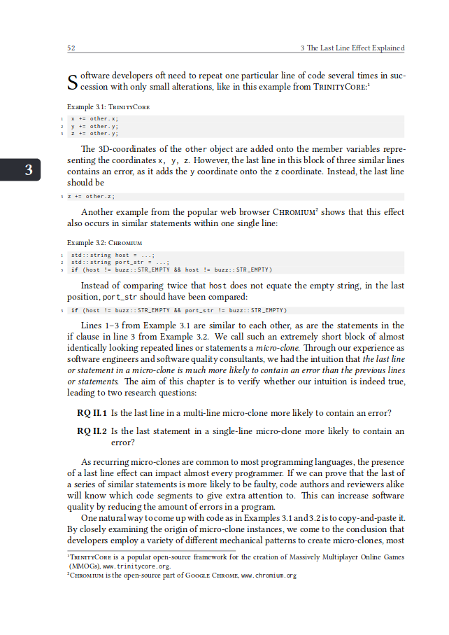 52
3 The Last Line Effect Explained
Software developers oft need to repeat one particular line of code several times in suc-
cession with only small alterations, like in this example from TrinityCore:¹
Example 3.1: TrinityCore
1 x += other.x;
2 y += other.y;
3 z += other.y;
3
The 3D-coordinates of the other object are added onto the member variables repre-
senting the coordinates x, y, z. However, the last line in this block of three similar lines
contains an error, as it adds the y coordinate onto the z coordinate. Instead, the last line
should be
3 z += other.z;
Another example from the popular web browser Chromium² shows that this effect
also occurs in similar statements within one single line:
Example 3.2: Chromium
1 std::string host = ...;
2 std::string port_str = ...;
3 if (host != buzz::STR_EMPTY && host != buzz::STR_EMPTY)
Instead of comparing twice that host does not equate the empty string, in the last
position, port_str should have been compared:
3 if (host != buzz::STR_EMPTY && port_str != buzz::STR_EMPTY)
Lines 1-3 from Example 3.1 are similar to each other, as are the statements in the
if clause in line 3 from Example 3.2. We call such an extremely short block of almost
identically looking repeated lines or statements a micro-clone. Through our experience as
software engineers and software quality consultants, we had the intuition that the last line
or statement in a micro-clone is much more likely to contain an error than the previous lines
or statements. The aim of this chapter is to verify whether our intuition is indeed true,
leading to two research questions:
RQ II.1 Is the last line in a multi-line micro-clone more likely to contain an error?
RQ II.2 Is the last statement in a single-line micro-clone more likely to contain an
error?
As recurring micro-clones are common to most programming languages, the presence
of a last line effect can impact almost every programmer. If we can prove that the last of
a series of similar statements is more likely to be faulty, code authors and reviewers alike
will know which code segments to give extra attention to. This can increase software
quality by reducing the amount of errors in a program.
One natural way to come up with code as in Examples 3.1 and 3.2 is to copy-and-paste it.
By closely examining the origin of micro-clone instances, we come to the conclusion that
developers employ a variety of different mechanical patterns to create micro-clones, most
¹TrinityCore is a popular open-source framework for the creation of Massively Multiplayer Online Games
(MMOGs), www.trinitycore.org.
²Chromium is the open-source part of Google Chrome, www.chromium.org